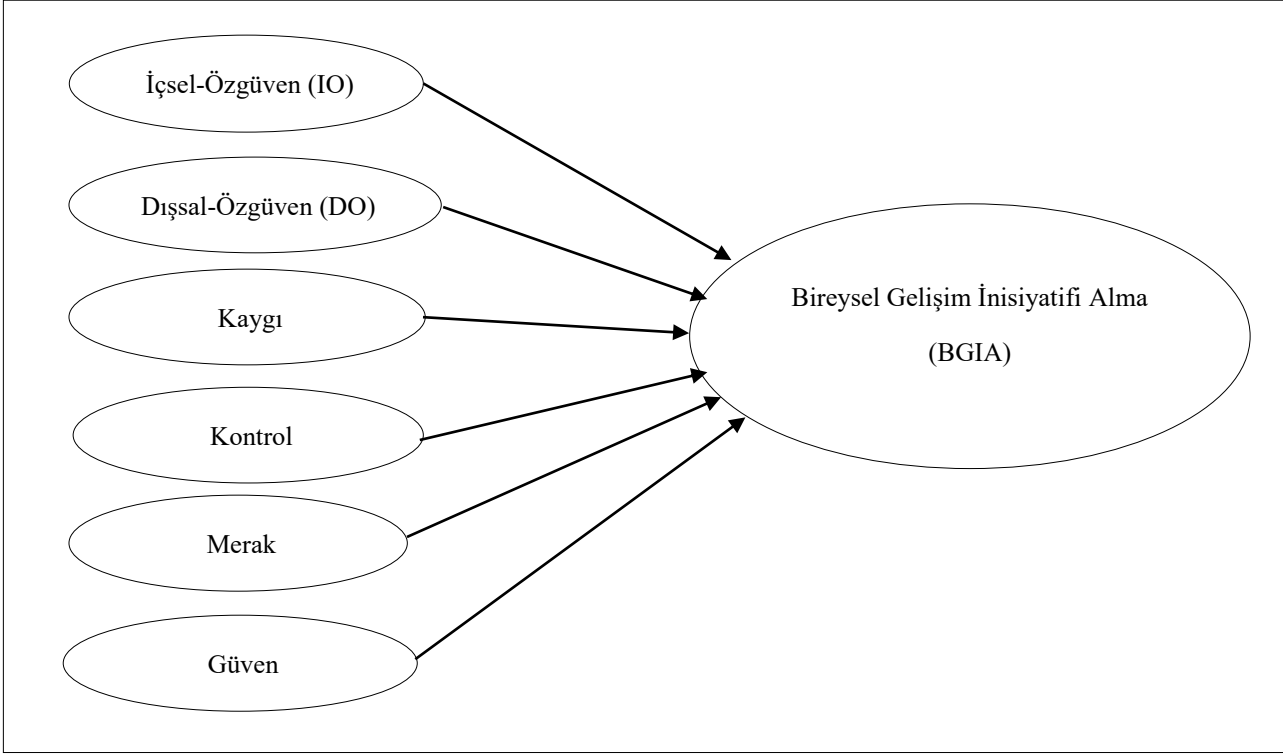 İçsel-Özgüven (IO)
Dışsal-Özgüven (DO)
Kaygı
Kontrol
Merak
Güven
Bireysel Gelişim İnisiyatifi Alma
(BGIA)